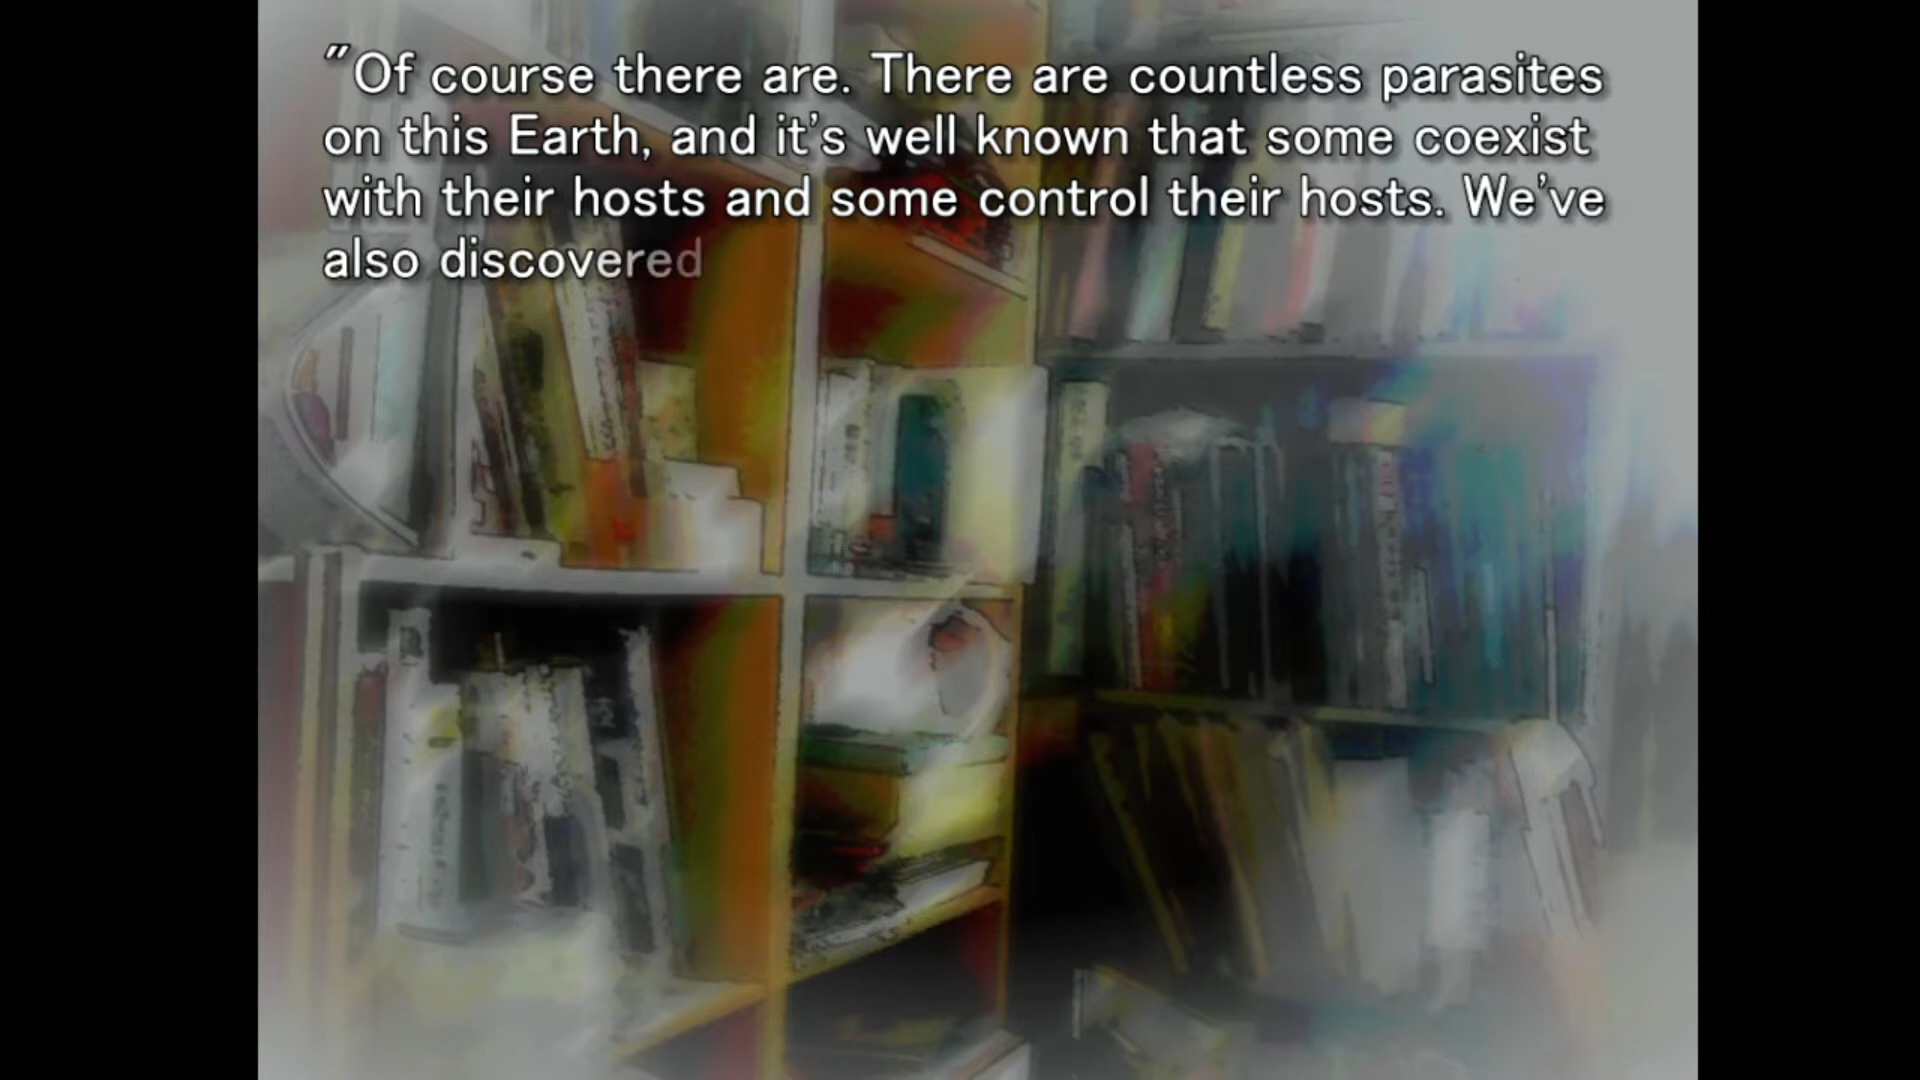 "Of course there are. There are countless parasites
on this Earth, and it's well known that some coexist
with their hosts and some control their hosts. We've
also discovered